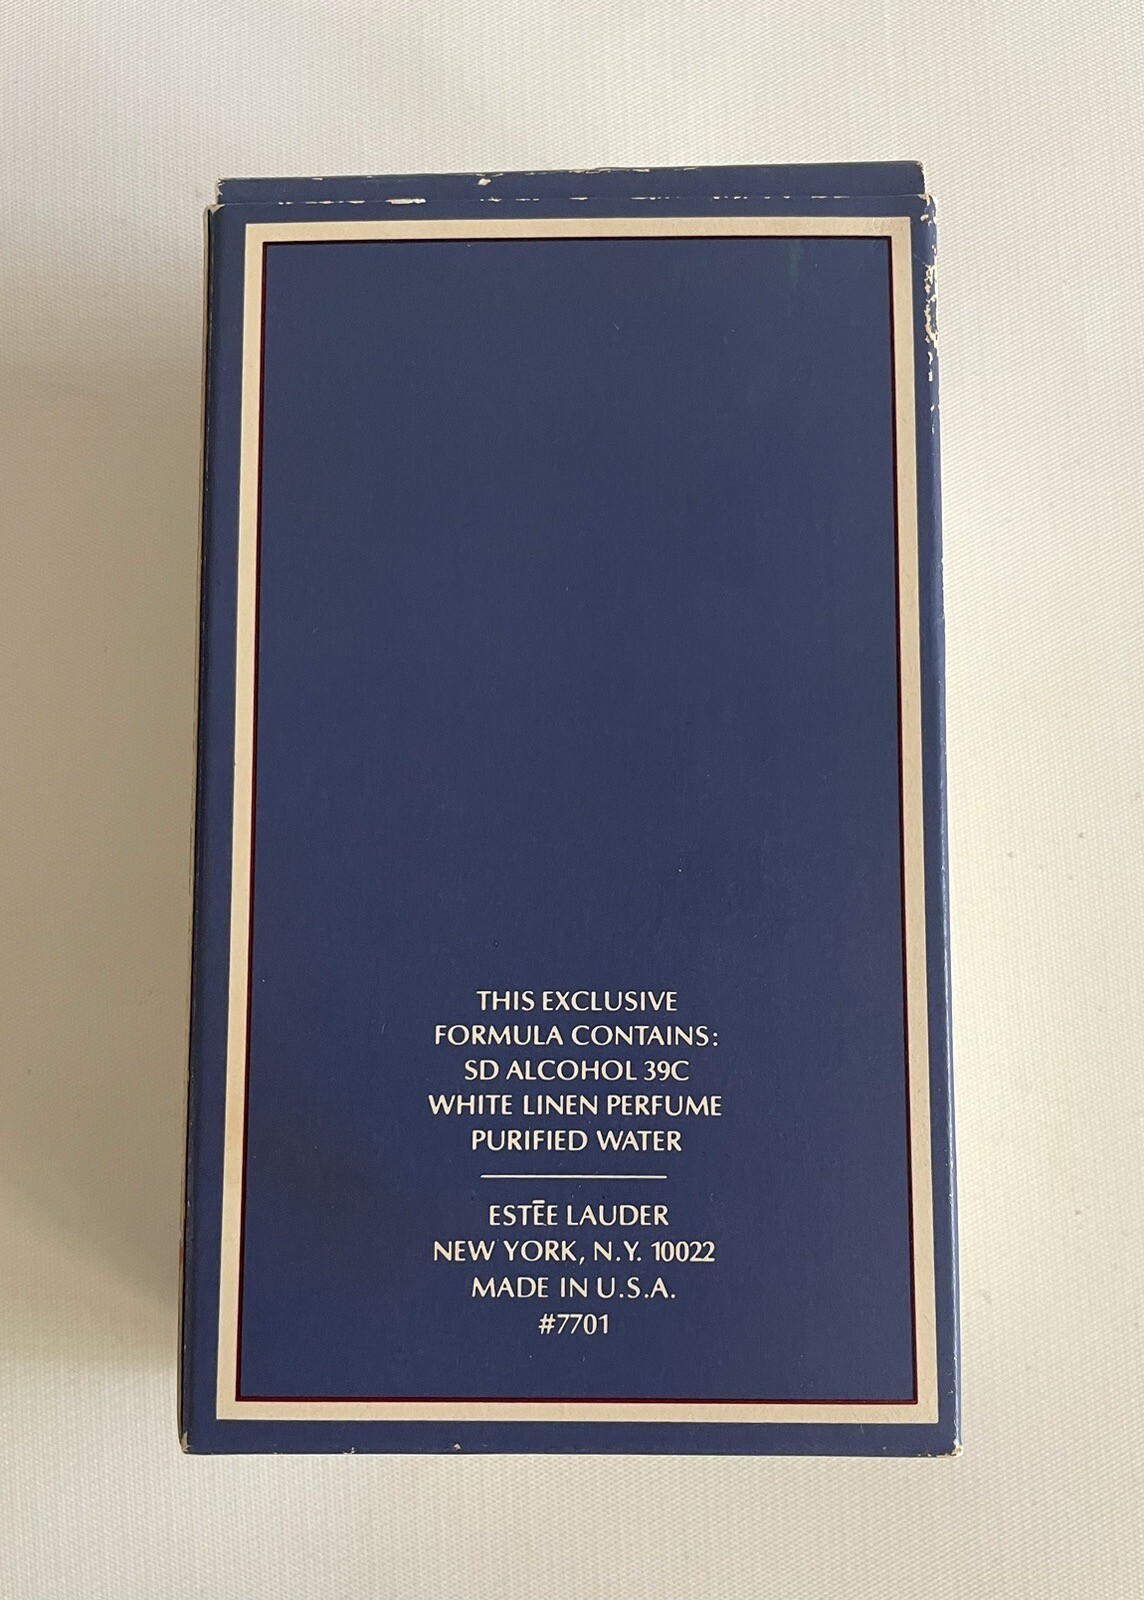 THIS EXCLUSIVE
FORMULA CONTAINS:
SD ALCOHOL 39C
WHITE LINEN PERFUME
PURIFIED WATER
ESTĒE LAUDER
NEW YORK, N.Y. 10022
MADE IN U.S.A.
#7701